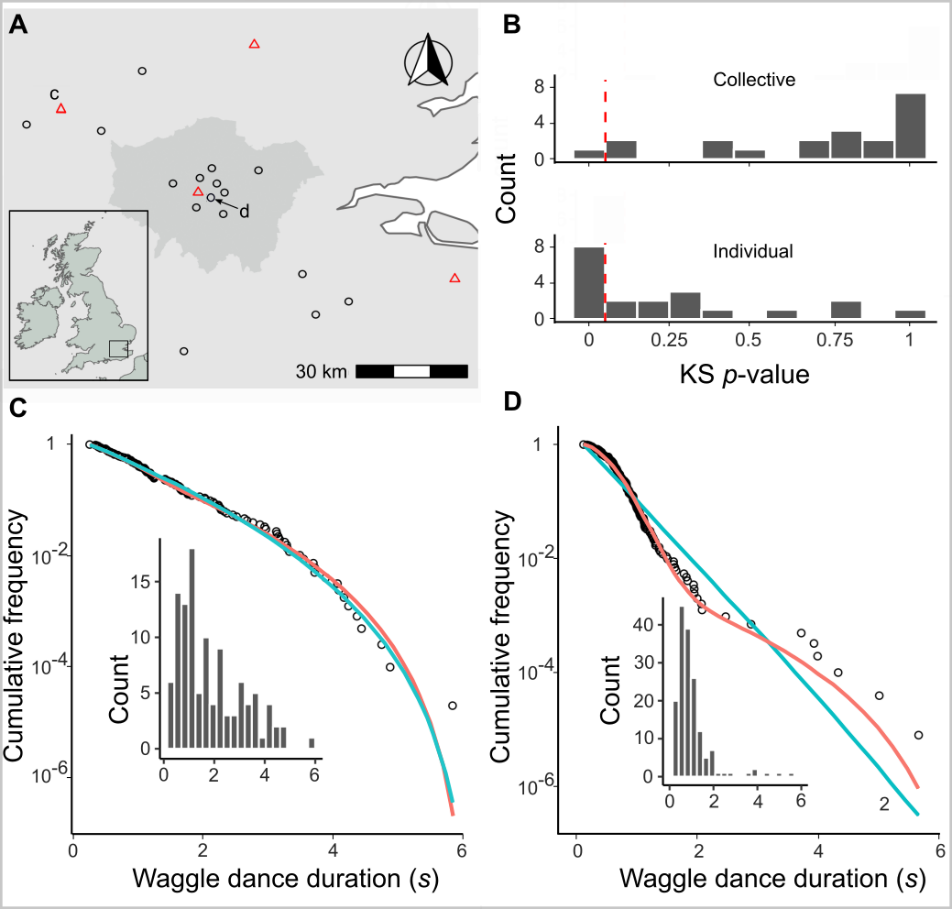 A
c
d
30 km
B
Collective
8
4
0
Count
Individual
8
4
0
0
0.25
0.5
0.75
1
KS p-value
C
1
10-2
10-4
10-6
Cumulative frequency
15
10
5
0
Count
0
2
4
6
0
2
4
6
Waggle dance duration (s)
D
1
10-2
10-4
10-6
Cumulative frequency
40
30
20
10
0
Count
0
2
4
6
2
0
2
4
6
Waggle dance duration (s)